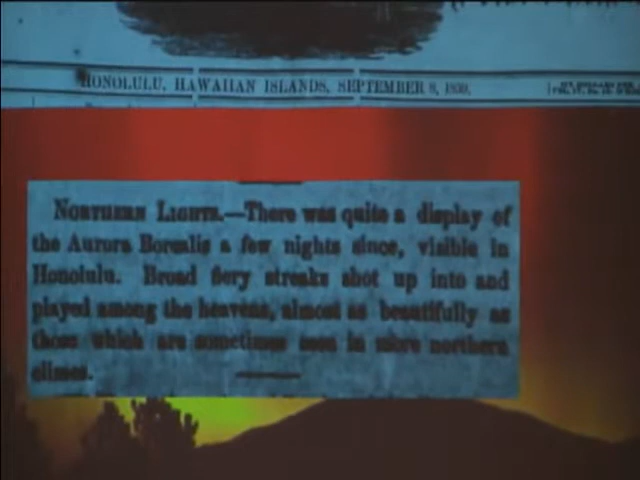 HONOLULU, HAWAIIAN ISLANDS, SEPTEMBER 8, 1859.
NORTHERN LIGHTS.—There was quite a display of
the Aurora Borealis a few nights since, visible in
Honolulu. Broad fiery streaks shot up into and
played among the heavens, almost as beautifully as
those which are sometimes seen in more northern
climes.